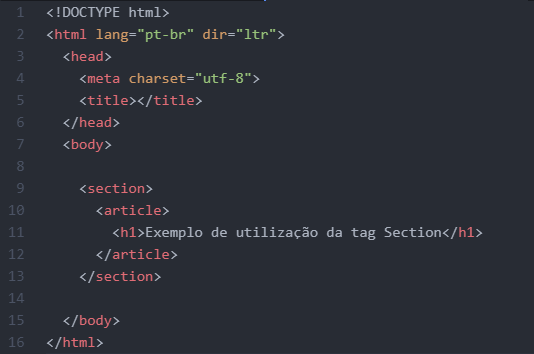 1 <!DOCTYPE html>
2 <html lang="pt-br" dir="ltr">
3   <head>
4     <meta charset="utf-8">
5     <title></title>
6   </head>
7   <body>
8
9     <section>
10       <article>
11         <h1>Exemplo de utilização da tag Section</h1>
12       </article>
13     </section>
14
15   </body>
16 </html>